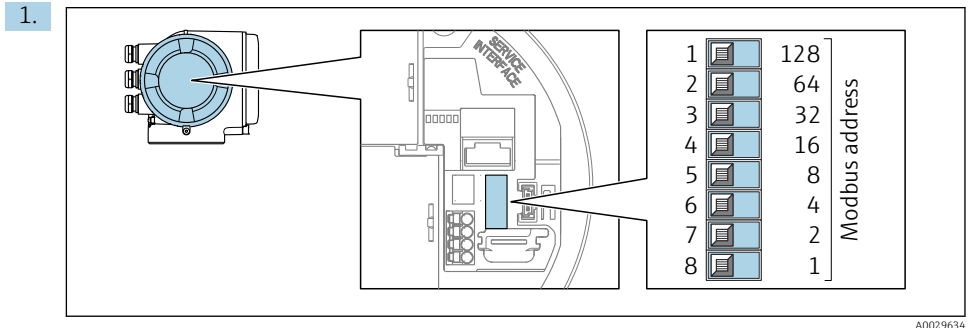 1.
SERVICE
INTERFACE
1 128
2 64
3 32
4 16
5 8
6 4
7 2
8 1
Modbus address
A0029634